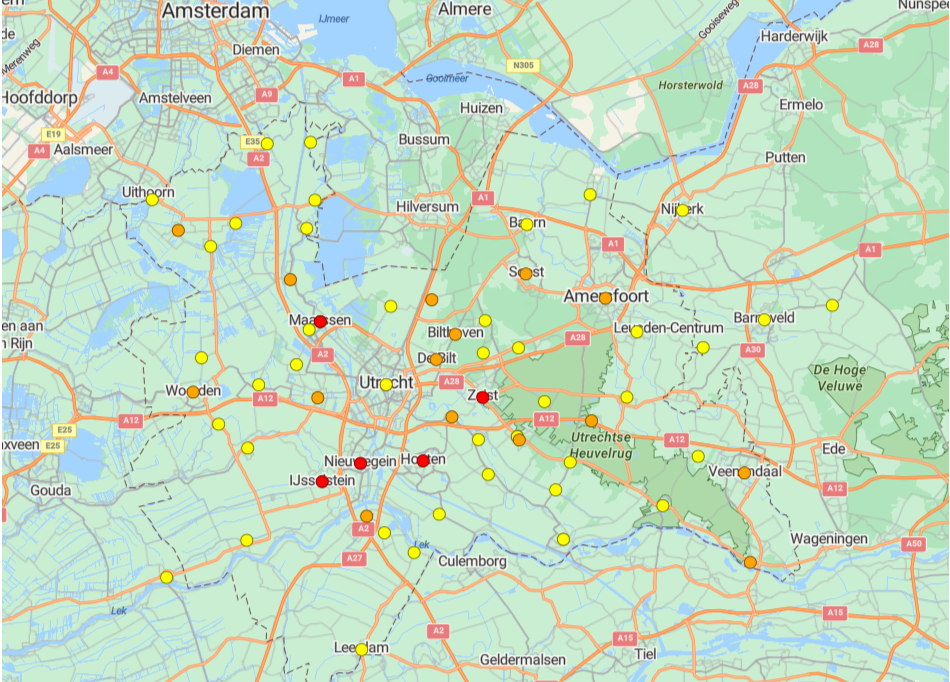 Amsterdam
IJmeer
Almere
Gooiseweg
Nunspe
de
Merenweg
Diemen
Harderwijk
A28
A4
A1
N305
Gooimeer
A28
Hoofddorp
Amstelveen
A9
Huizen
Horsterwold
Ermelo
E19
Aalsmeer
A4
E35
A2
Bussum
Putten
Uithoorn
A1
Hilversum
Nijkerk
Baarn
A1
A1
Soest
Amersfoort
Maarssen
Barneveld
en aan
n Rijn
Bilthoven
Leusden-Centrum
A28
A2
De Bilt
A30
De Hoge
Veluwe
Woerden
A12
Utrecht
A28
Zeist
A12
A12
E25
E25
xveen
A12
Utrechtse
Heuvelrug
Ede
Nieuwegein
Houten
Veenendaal
IJsselstein
Gouda
A12
A2
Lek
Wageningen
A50
A27
Culemborg
Lek
A15
A2
A15
Leerdam
Geldermalsen
Tiel